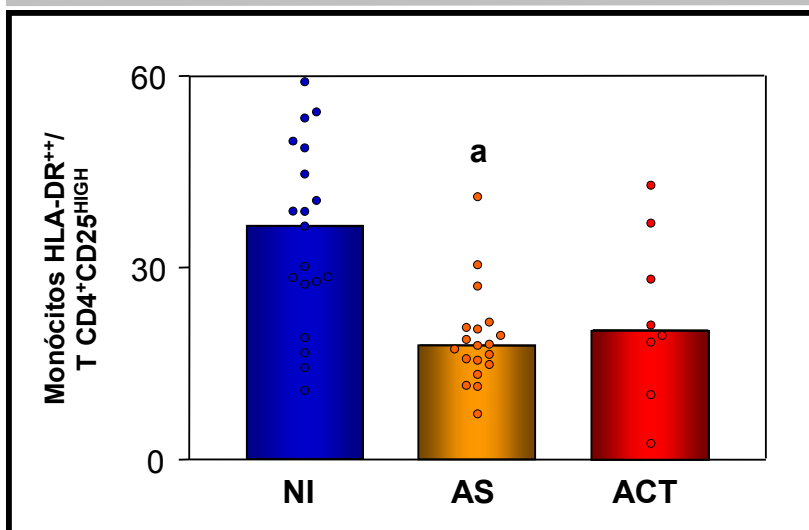 Monócitos HLA-DR⁺⁺/
T CD4⁺CD25ᴴᴵᴳᴴ
60
30
0
a
NI AS ACT